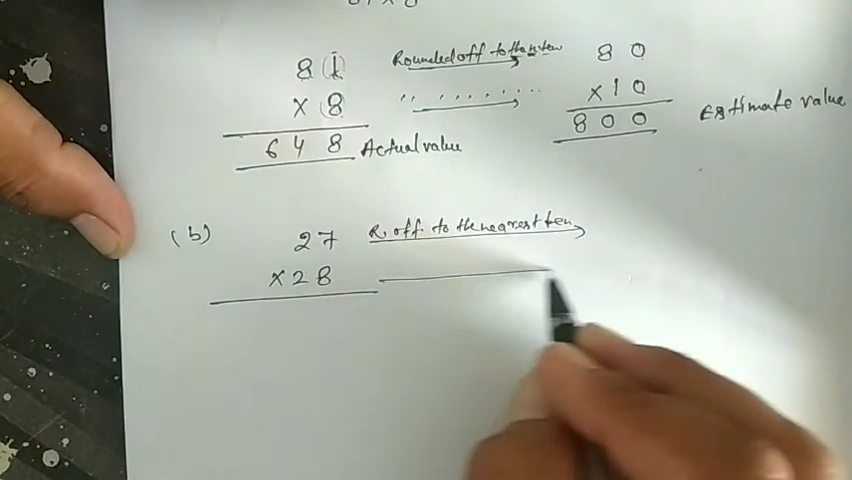 81 Rounded off to the n ten 80
x 8 ,, ........ x 10
648 Actual value 800 Estimate value
(b) 27 R. off to the nearest ten
x 28